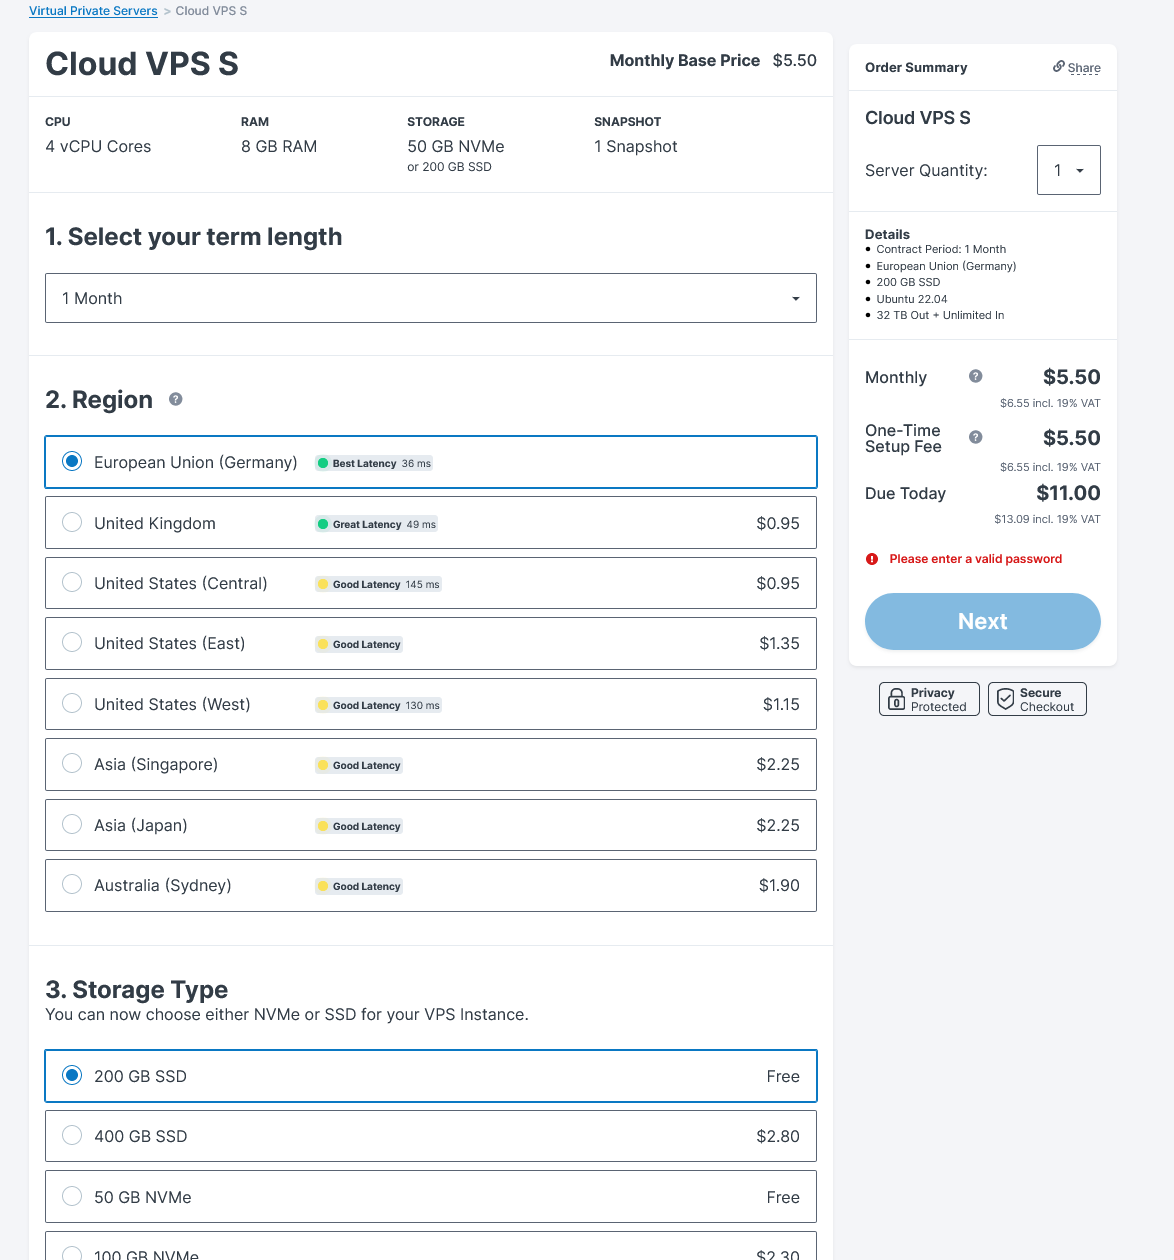 Virtual Private Servers > Cloud VPS S
Cloud VPS S
Monthly Base Price $5.50
CPU
4 vCPU Cores
RAM
8 GB RAM
STORAGE
50 GB NVMe
or 200 GB SSD
SNAPSHOT
1 Snapshot
1. Select your term length
1 Month
2. Region ?
European Union (Germany) Best Latency 36 ms
United Kingdom Great Latency 49 ms $0.95
United States (Central) Good Latency 145 ms $0.95
United States (East) Good Latency $1.35
United States (West) Good Latency 130 ms $1.15
Asia (Singapore) Good Latency $2.25
Asia (Japan) Good Latency $2.25
Australia (Sydney) Good Latency $1.90
3. Storage Type
You can now choose either NVMe or SSD for your VPS Instance.
200 GB SSD Free
400 GB SSD $2.80
50 GB NVMe Free
100 GB NVMe $2.30
Order Summary Share
Cloud VPS S
Server Quantity: 1
Details
• Contract Period: 1 Month
• European Union (Germany)
• 200 GB SSD
• Ubuntu 22.04
• 32 TB Out + Unlimited In
Monthly ? $5.50
$6.55 incl. 19% VAT
One-Time
Setup Fee ? $5.50
$6.55 incl. 19% VAT
Due Today $11.00
$13.09 incl. 19% VAT
Please enter a valid password
Next
Privacy
Protected
Secure
Checkout